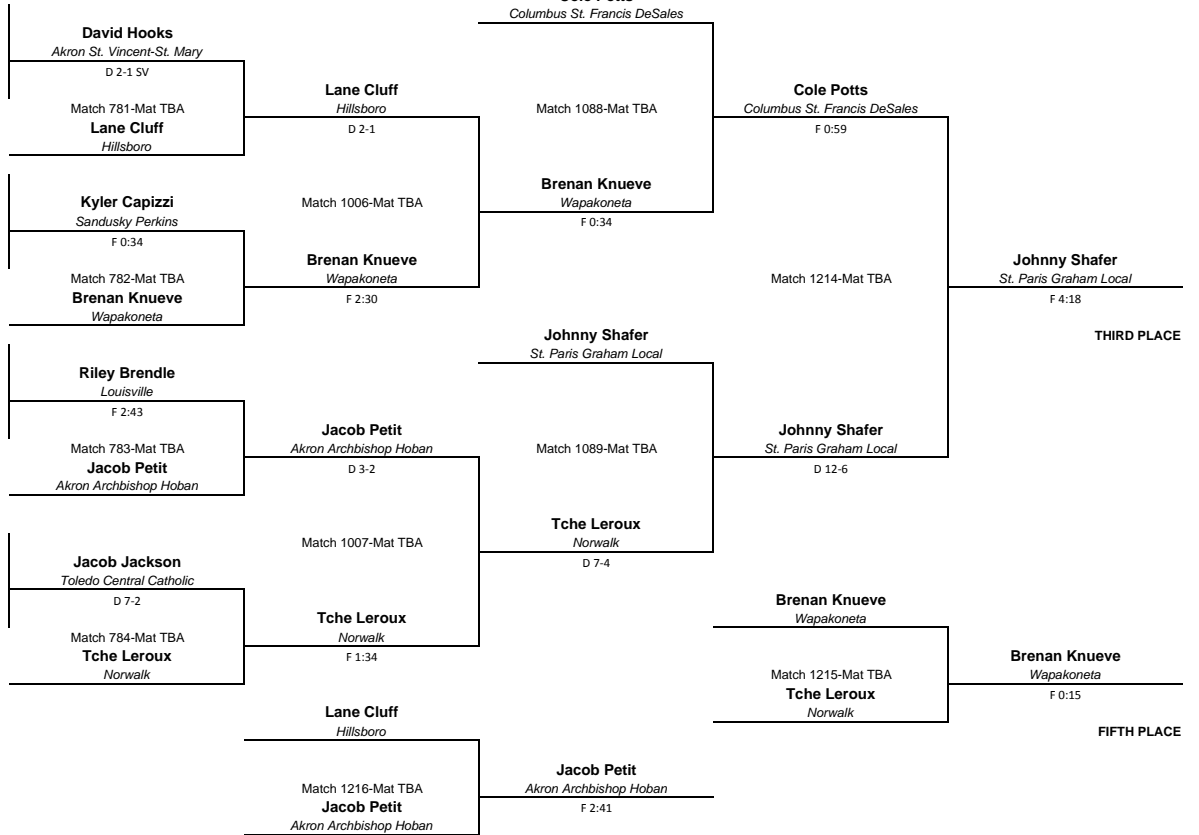 Cole Potts
Columbus St. Francis DeSales
David Hooks
Akron St. Vincent-St. Mary
D 2-1 SV
Match 781-Mat TBA
Lane Cluff
Hillsboro
Lane Cluff
Hillsboro
D 2-1
Match 1088-Mat TBA
Cole Potts
Columbus St. Francis DeSales
F 0:59
Kyler Capizzi
Sandusky Perkins
F 0:34
Match 782-Mat TBA
Brenan Knueve
Wapakoneta
Match 1006-Mat TBA
Brenan Knueve
Wapakoneta
F 2:30
Brenan Knueve
Wapakoneta
F 0:34
Match 1214-Mat TBA
Johnny Shafer
St. Paris Graham Local
F 4:18
THIRD PLACE
Johnny Shafer
St. Paris Graham Local
Riley Brendle
Louisville
F 2:43
Match 783-Mat TBA
Jacob Petit
Akron Archbishop Hoban
Jacob Petit
Akron Archbishop Hoban
D 3-2
Match 1089-Mat TBA
Johnny Shafer
St. Paris Graham Local
D 12-6
Match 1007-Mat TBA
Tche Leroux
Norwalk
D 7-4
Jacob Jackson
Toledo Central Catholic
D 7-2
Match 784-Mat TBA
Tche Leroux
Norwalk
Tche Leroux
Norwalk
F 1:34
Brenan Knueve
Wapakoneta
Match 1215-Mat TBA
Tche Leroux
Norwalk
Brenan Knueve
Wapakoneta
F 0:15
FIFTH PLACE
Lane Cluff
Hillsboro
Match 1216-Mat TBA
Jacob Petit
Akron Archbishop Hoban
Jacob Petit
Akron Archbishop Hoban
F 2:41